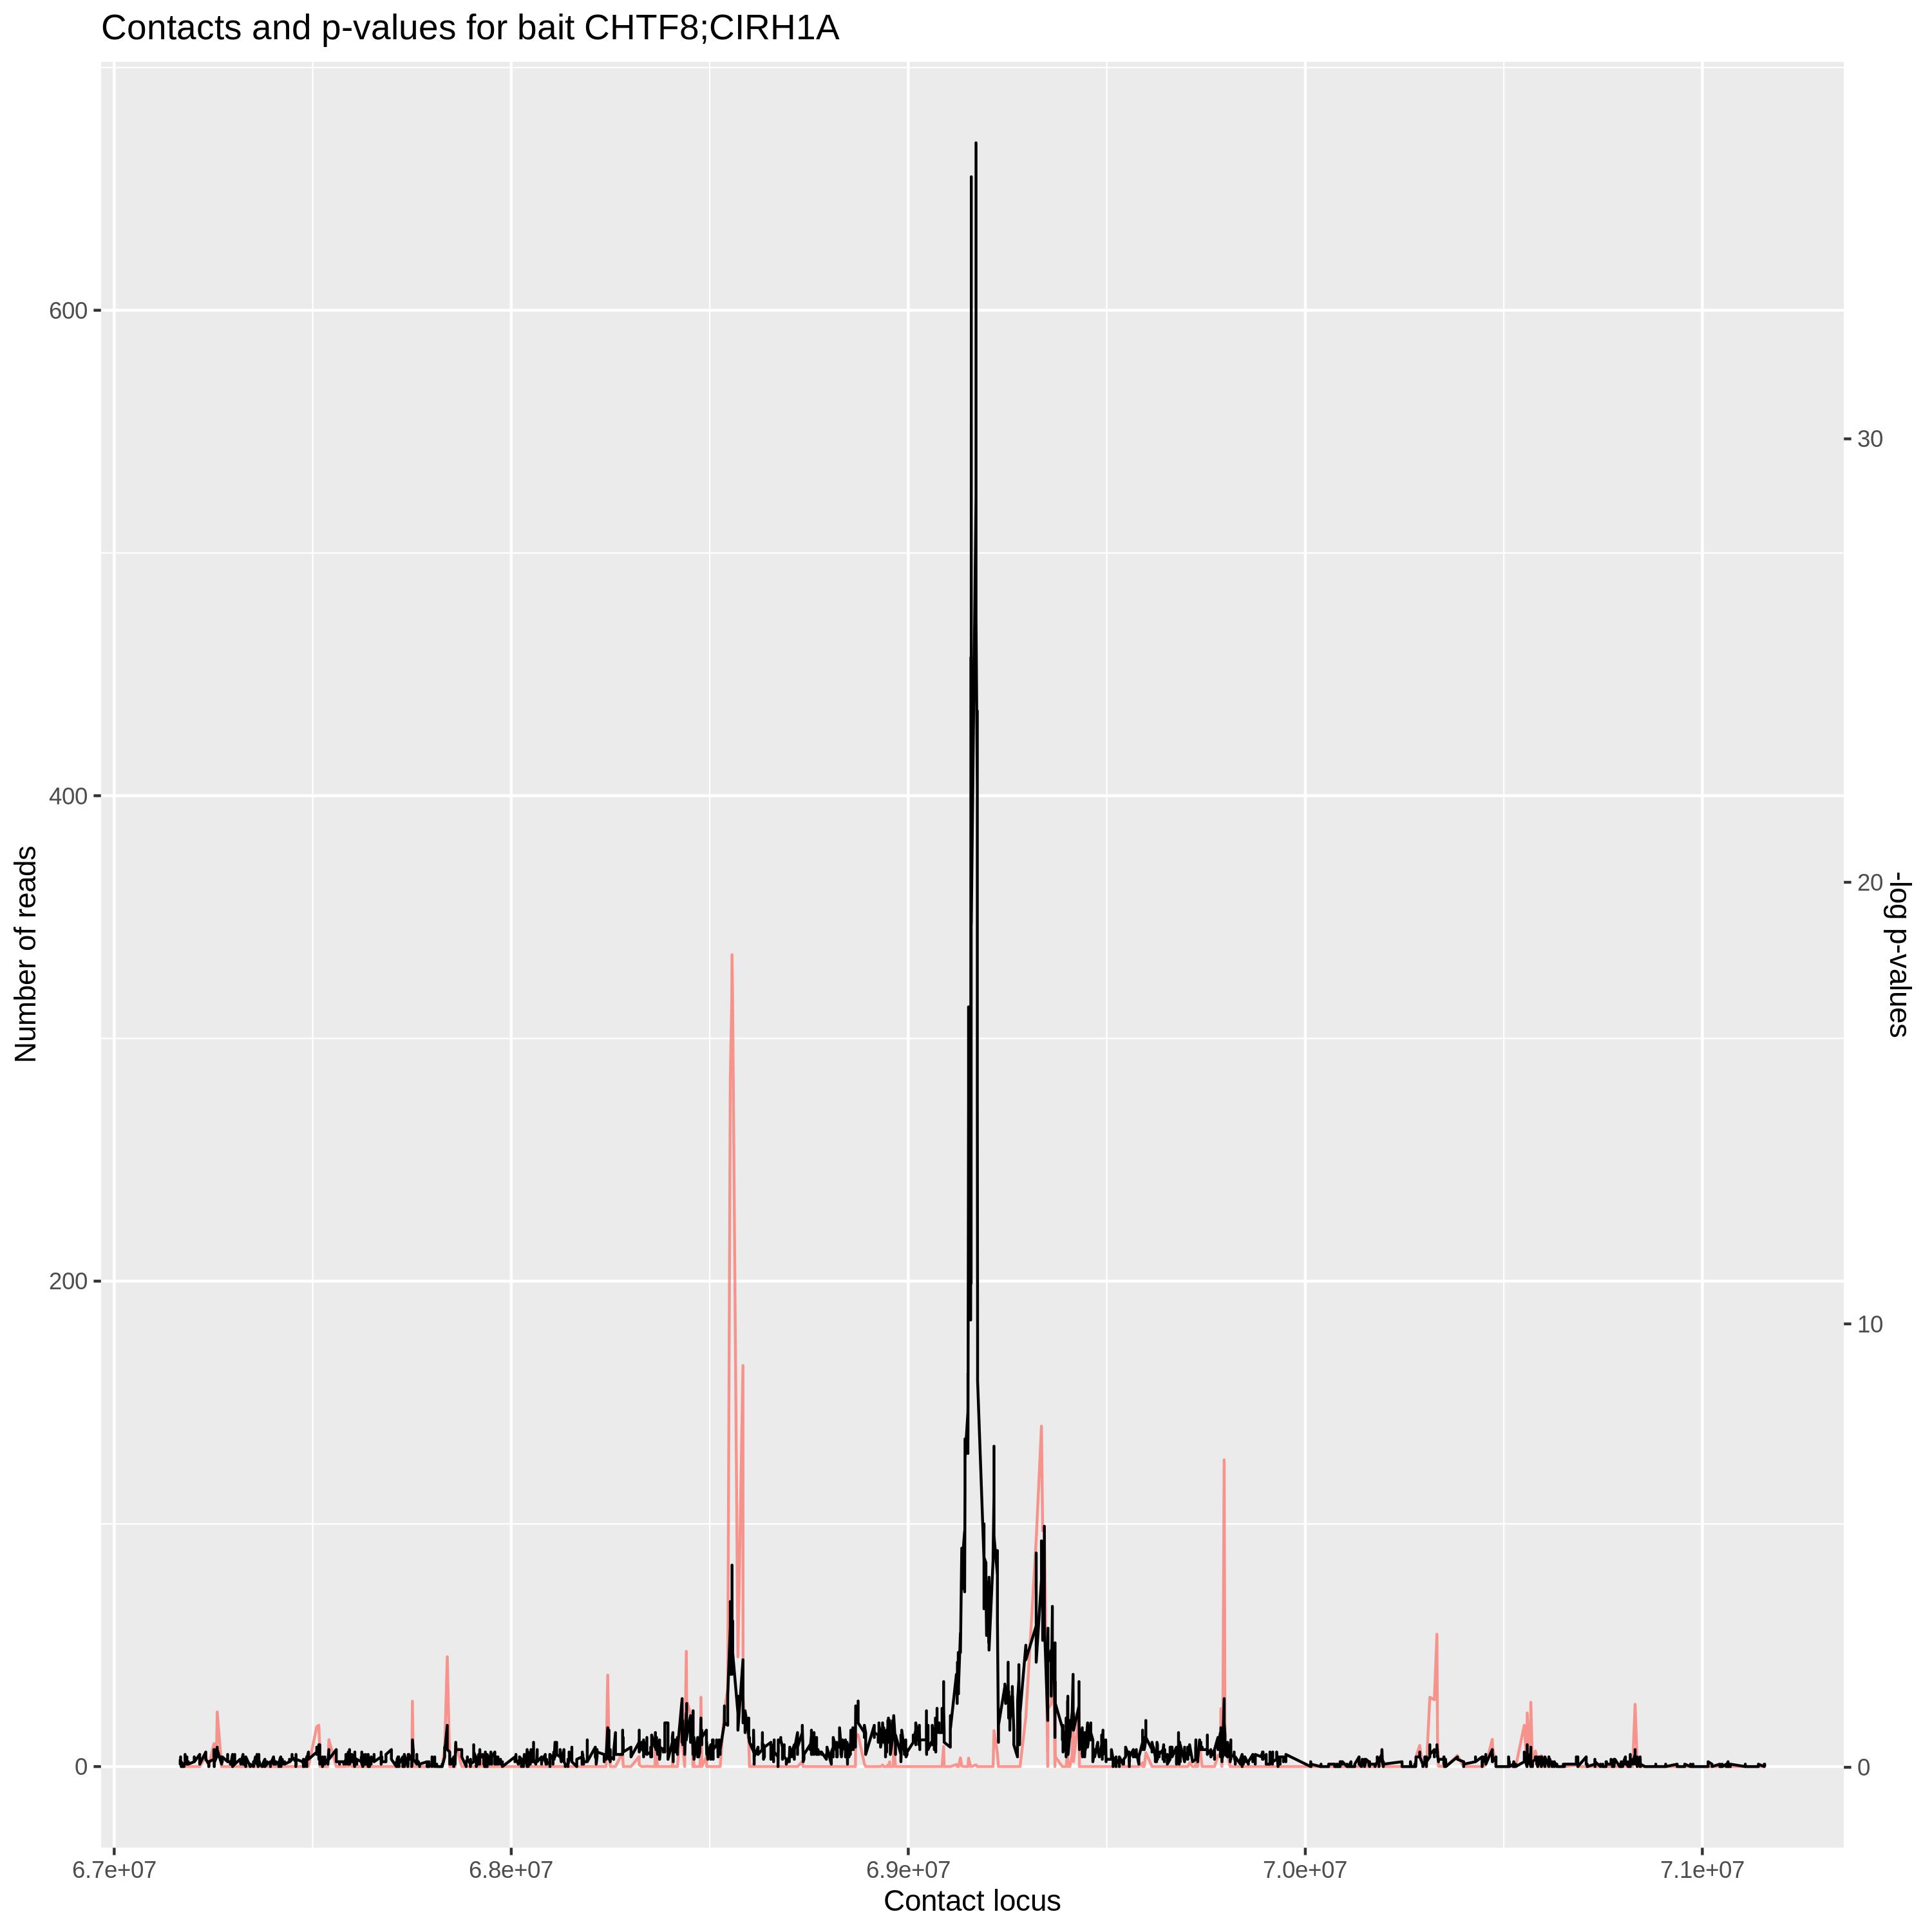 Contacts and p-values for bait CHTF8;CIRH1A
600
400
200
0
Number of reads
30
20
10
0
-log p-values
6.7e+07
6.8e+07
6.9e+07
7.0e+07
7.1e+07
Contact locus